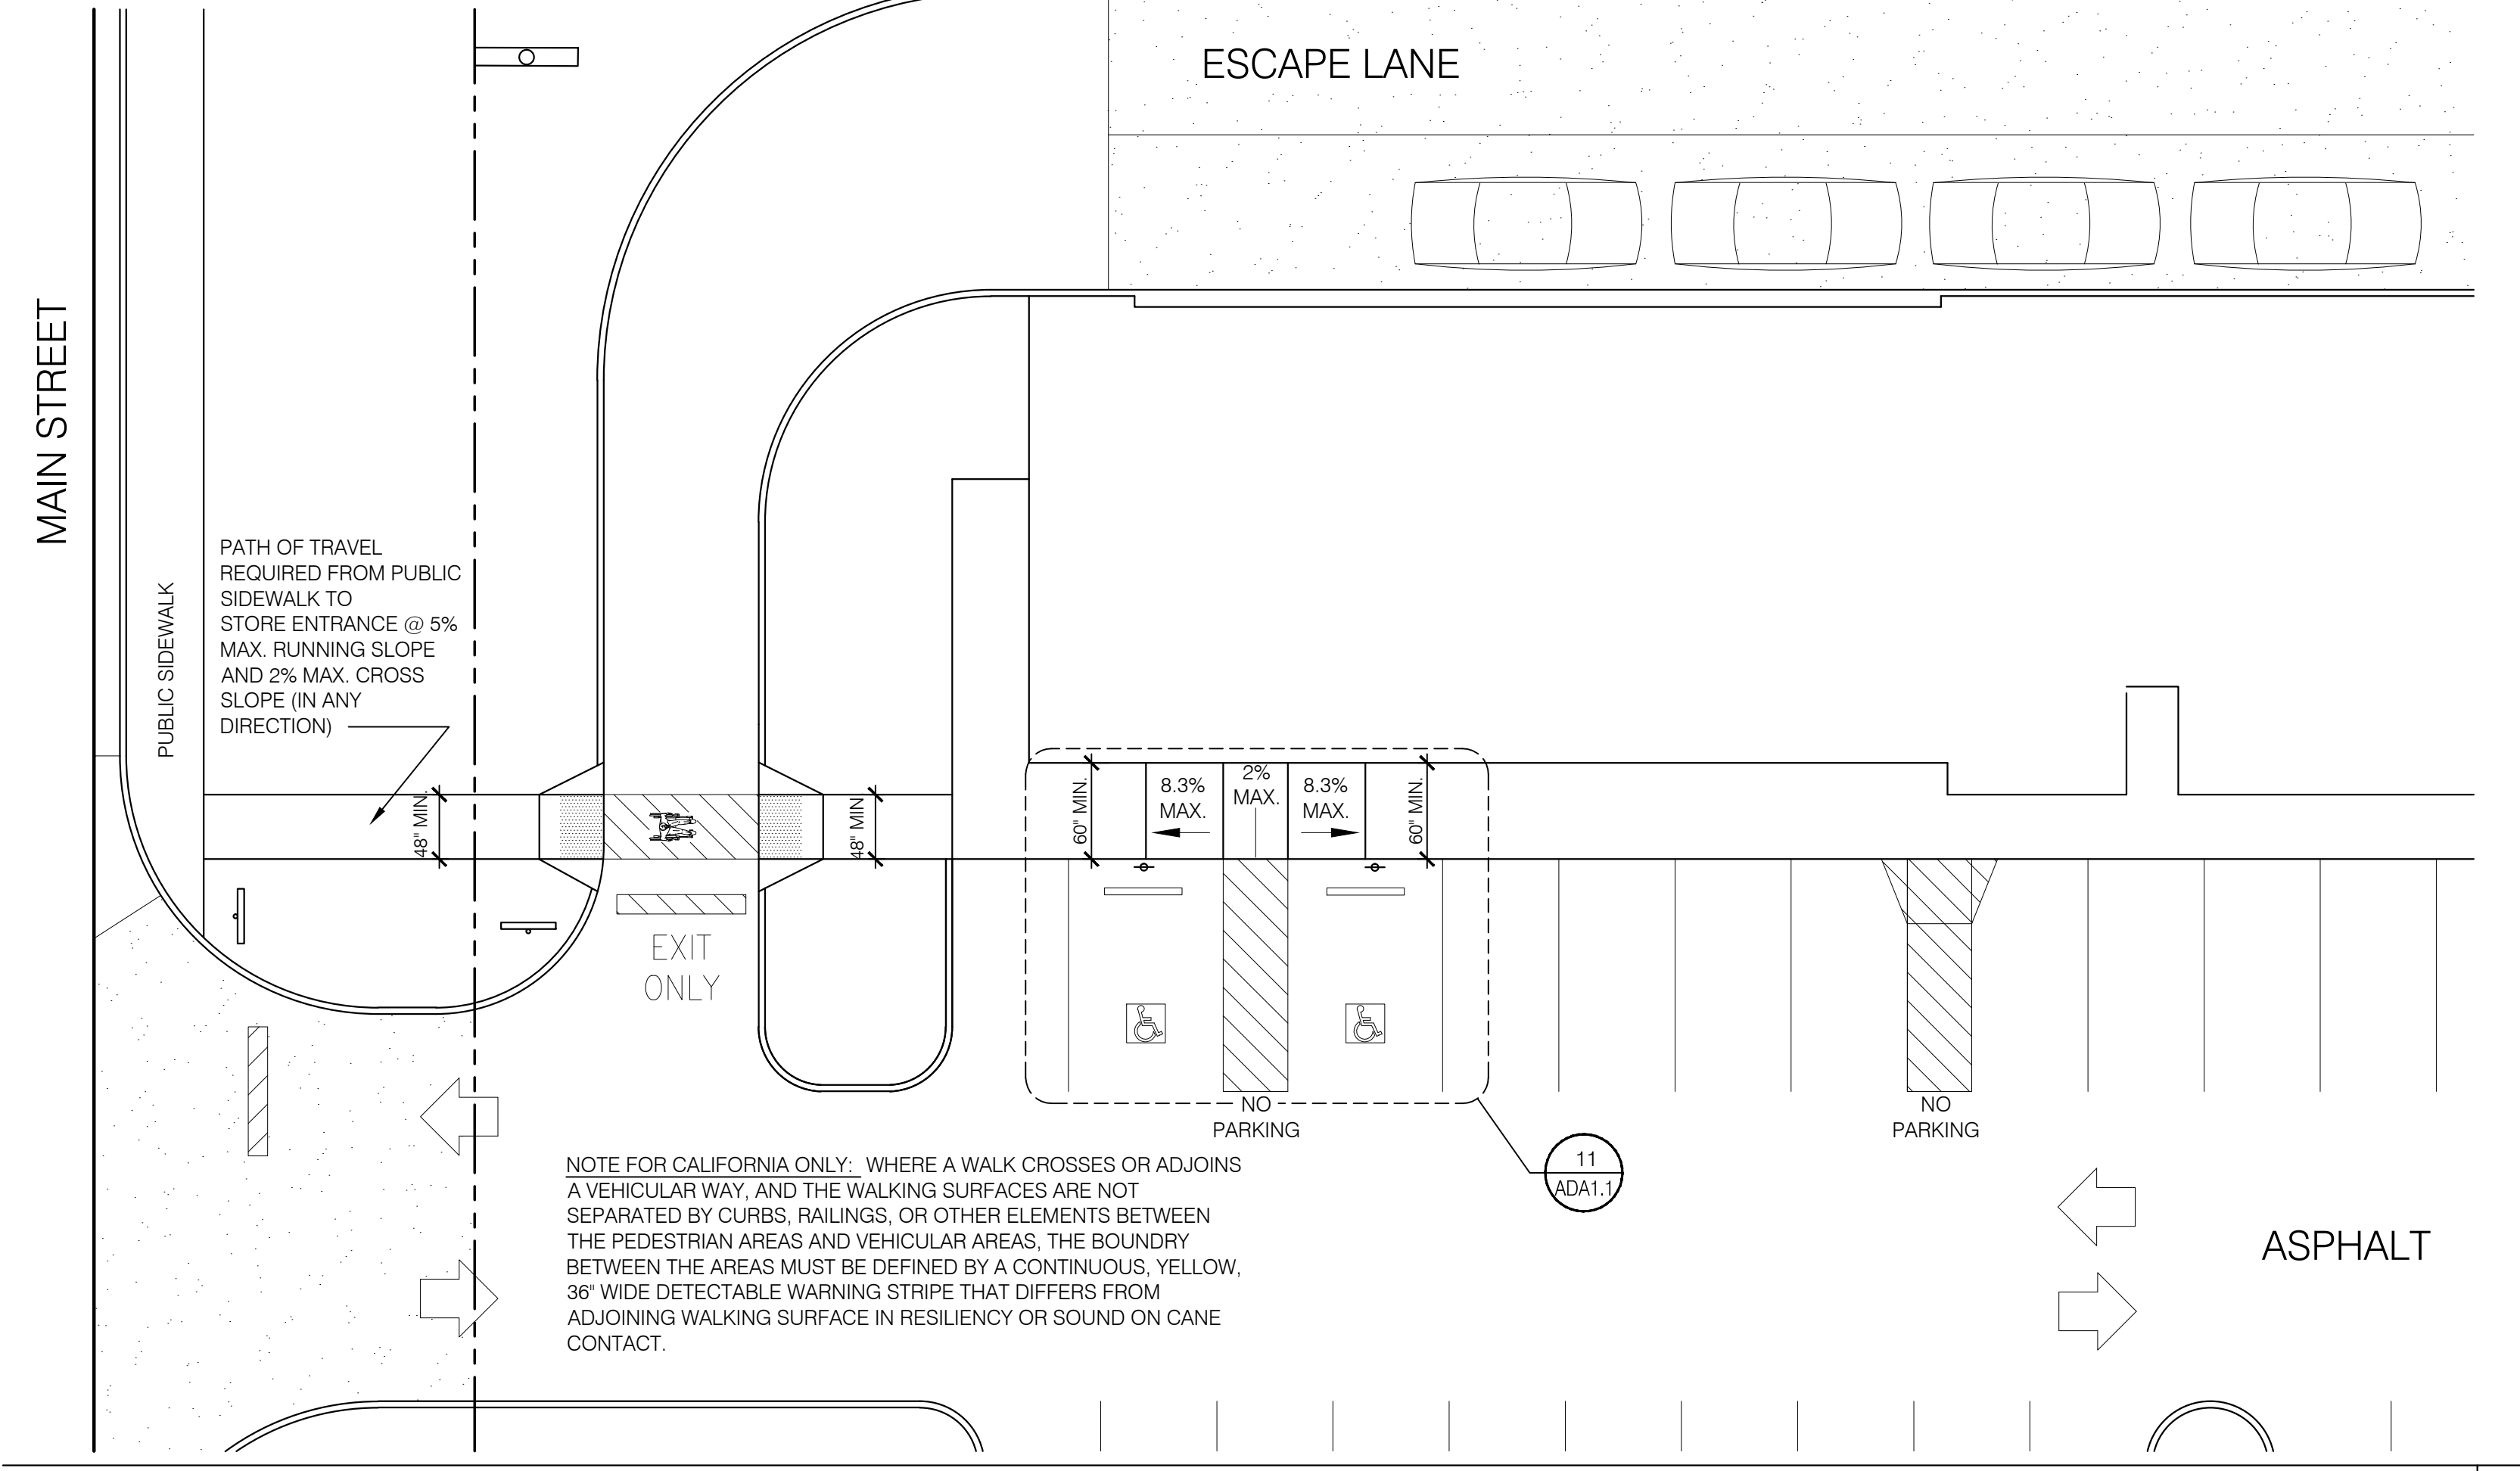 ESCAPE LANE
MAIN STREET
PUBLIC SIDEWALK
PATH OF TRAVEL
REQUIRED FROM PUBLIC
SIDEWALK TO
STORE ENTRANCE @ 5%
MAX. RUNNING SLOPE
AND 2% MAX. CROSS
SLOPE (IN ANY
DIRECTION)
48" MIN.
48" MIN
60" MIN.
8.3%
MAX.
2%
MAX.
8.3%
MAX.
60" MIN.
EXIT
ONLY
NO
PARKING
NO
PARKING
11
ADA1.1
NOTE FOR CALIFORNIA ONLY: WHERE A WALK CROSSES OR ADJOINS
A VEHICULAR WAY, AND THE WALKING SURFACES ARE NOT
SEPARATED BY CURBS, RAILINGS, OR OTHER ELEMENTS BETWEEN
THE PEDESTRIAN AREAS AND VEHICULAR AREAS, THE BOUNDRY
BETWEEN THE AREAS MUST BE DEFINED BY A CONTINUOUS, YELLOW,
36" WIDE DETECTABLE WARNING STRIPE THAT DIFFERS FROM
ADJOINING WALKING SURFACE IN RESILIENCY OR SOUND ON CANE
CONTACT.
ASPHALT